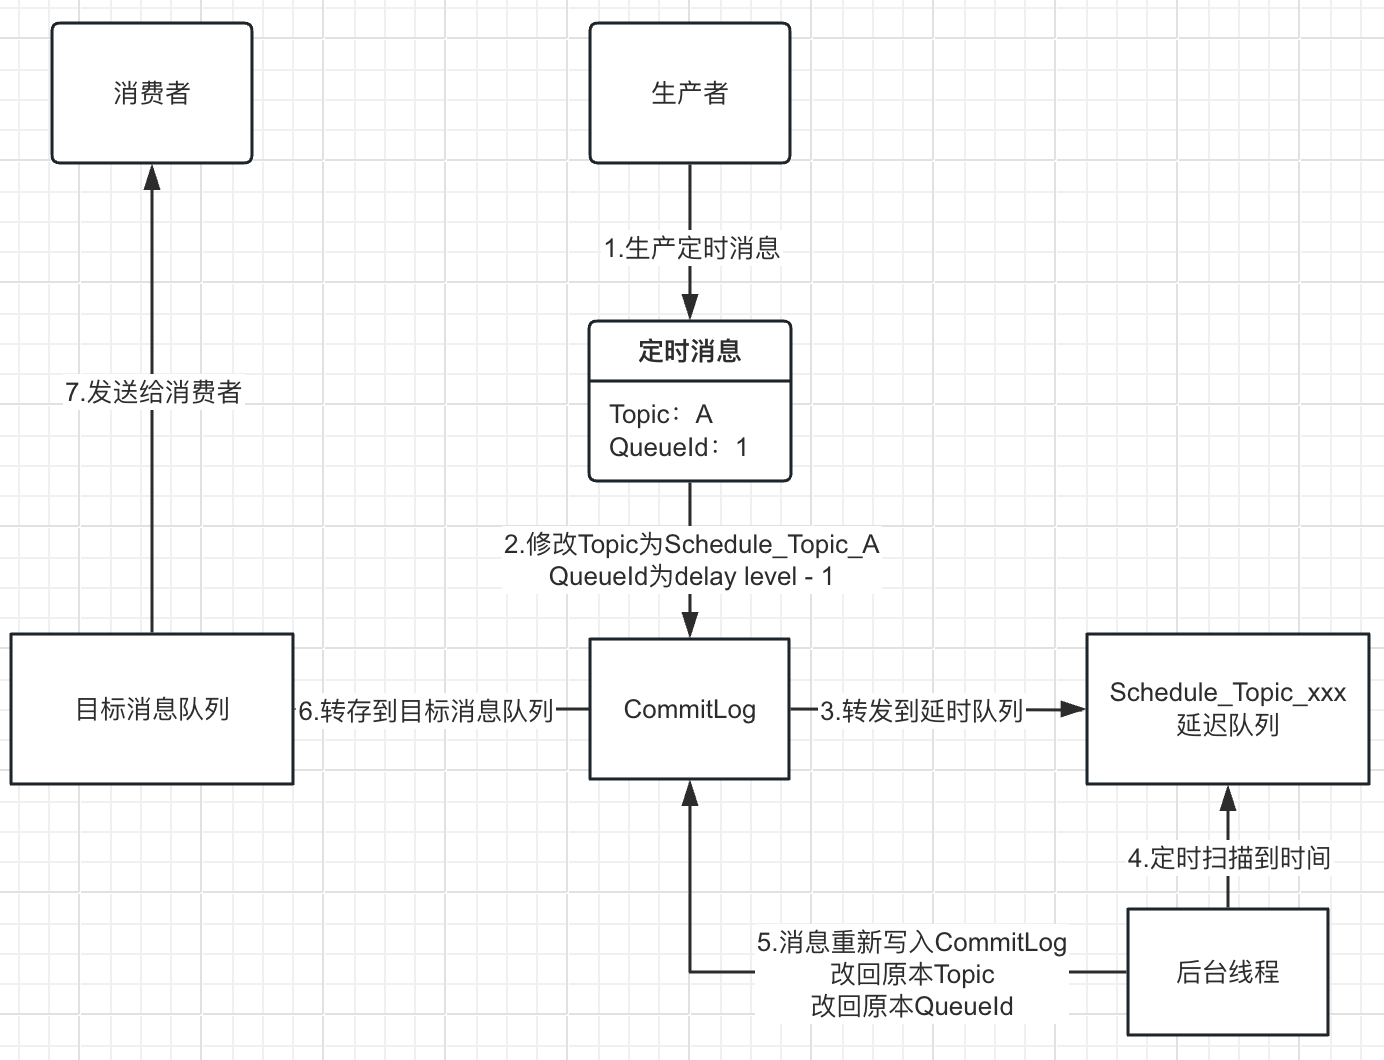 消费者
生产者
1.生产定时消息
定时消息
Topic：A
QueueId：1
7.发送给消费者
2.修改Topic为Schedule_Topic_A
QueueId为delay level - 1
目标消息队列
6.转存到目标消息队列
CommitLog
3.转发到延时队列
Schedule_Topic_xxx
延迟队列
4.定时扫描到时间
5.消息重新写入CommitLog
改回原本Topic
改回原本QueueId
后台线程